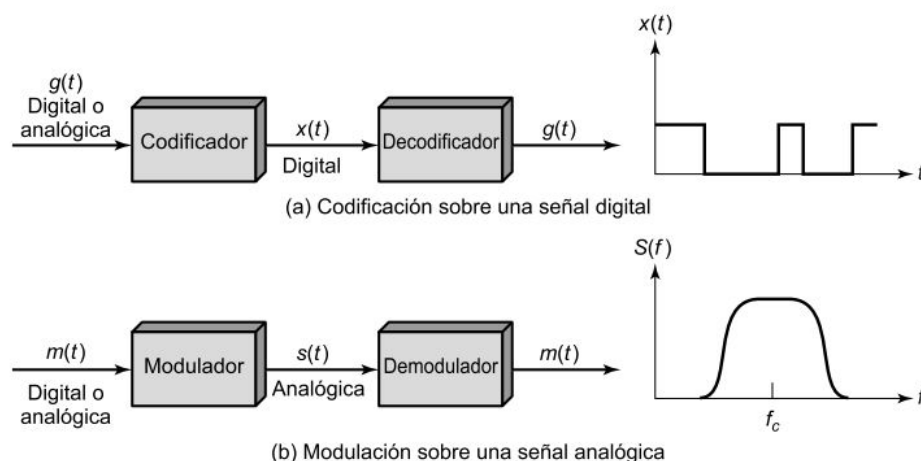 x(t)
g(t)
Digital o
analógica
Codificador
x(t)
Digital
Decodificador
g(t)
t
(a) Codificación sobre una señal digital
S(f)
m(t)
Digital o
analógica
Modulador
s(t)
Analógica
Demodulador
m(t)
f
fc
(b) Modulación sobre una señal analógica